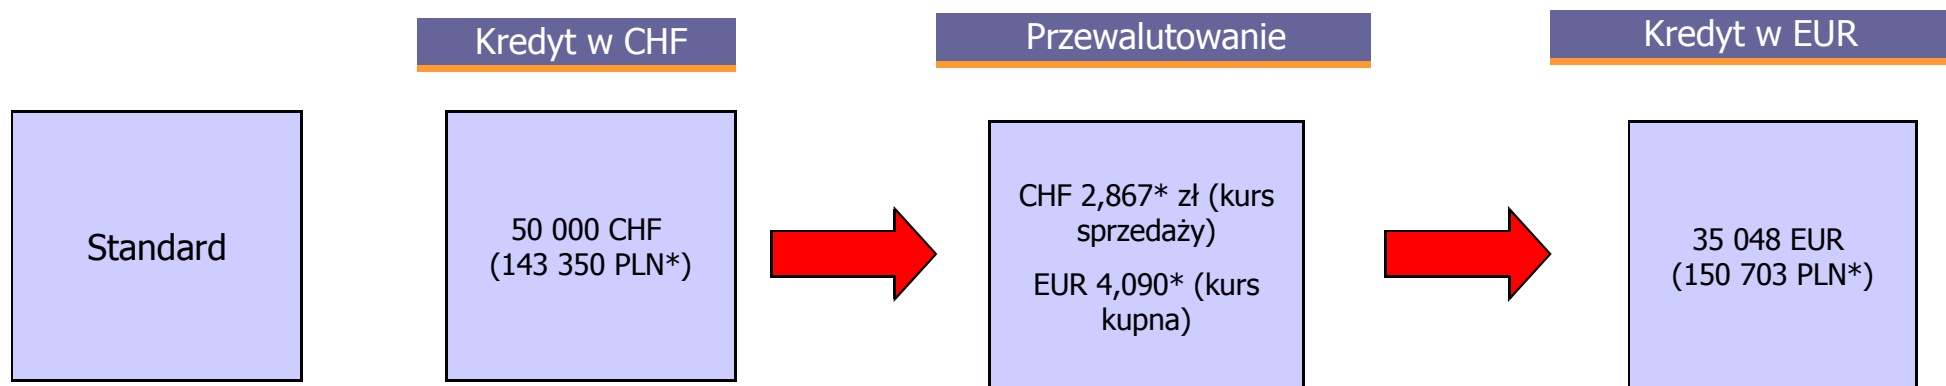 Kredyt w CHF
Przewalutowanie
Kredyt w EUR
Standard
50 000 CHF
(143 350 PLN*)
CHF 2,867* zł (kurs
sprzedaży)
EUR 4,090* (kurs
kupna)
35 048 EUR
(150 703 PLN*)